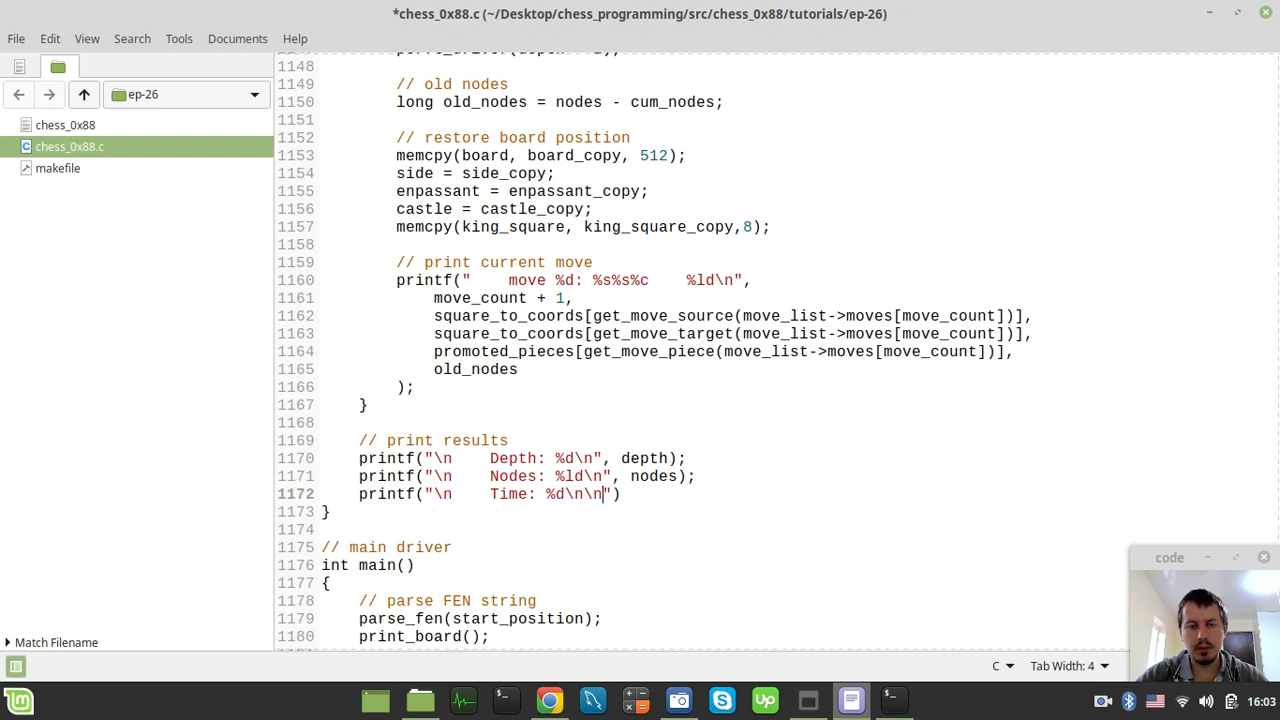 *chess_0x88.c (~/Desktop/chess_programming/src/chess_0x88/tutorials/ep-26)
File Edit View Search Tools Documents Help
ep-26
chess_0x88
chess_0x88.c
makefile
1148
1149 // old nodes
1150 long old_nodes = nodes - cum_nodes;
1151
1152 // restore board position
1153 memcpy(board, board_copy, 512);
1154 side = side_copy;
1155 enpassant = enpassant_copy;
1156 castle = castle_copy;
1157 memcpy(king_square, king_square_copy,8);
1158
1159 // print current move
1160 printf("    move %d: %s%s%c    %ld\n",
1161 move_count + 1,
1162 square_to_coords[get_move_source(move_list->moves[move_count])],
1163 square_to_coords[get_move_target(move_list->moves[move_count])],
1164 promoted_pieces[get_move_piece(move_list->moves[move_count])],
1165 old_nodes
1166 );
1167 }
1168
1169 // print results
1170 printf("\n    Depth: %d\n", depth);
1171 printf("\n    Nodes: %ld\n", nodes);
1172 printf("\n    Time: %d\n\n")
1173 }
1174
1175 // main driver
1176 int main()
1177 {
1178 // parse FEN string
1179 parse_fen(start_position);
1180 print_board();
Match Filename
C Tab Width: 4
code
16:03